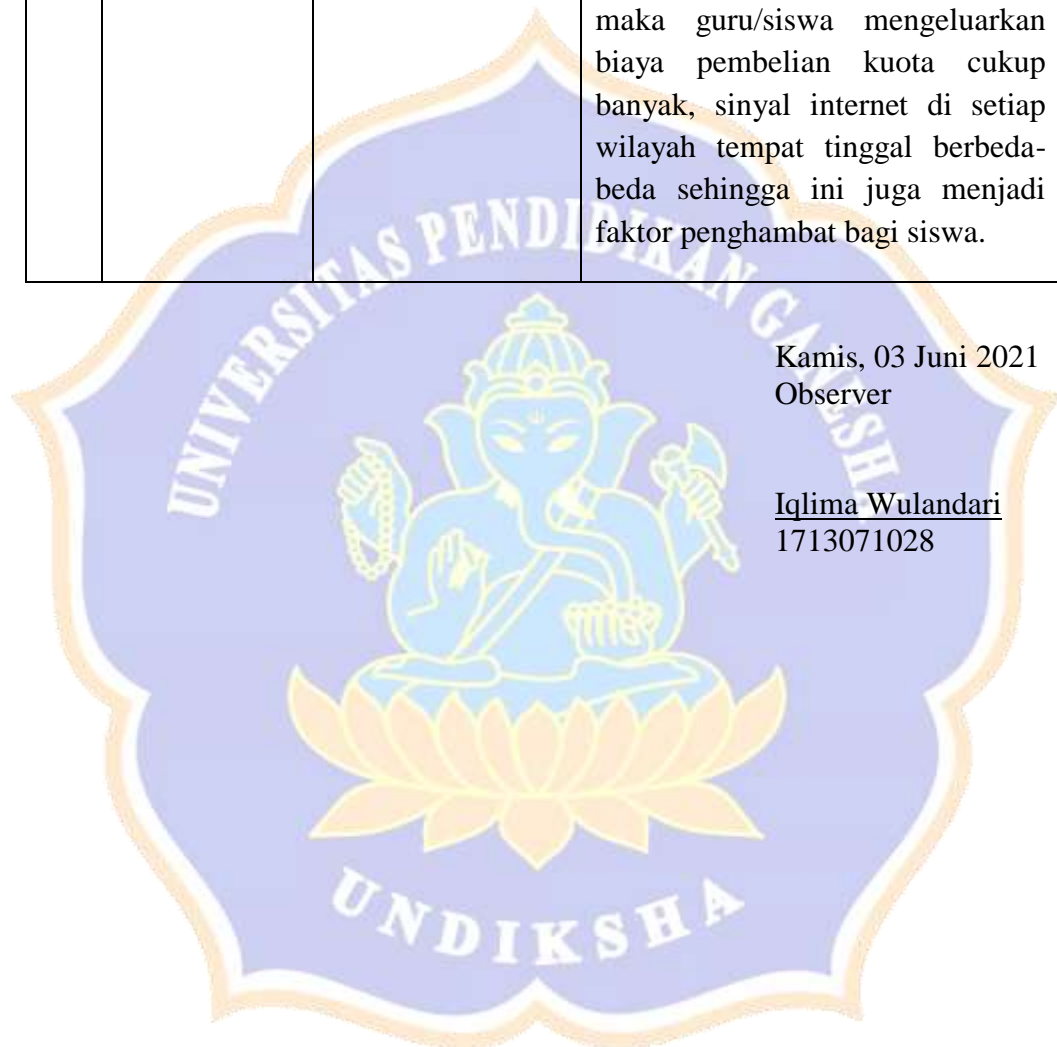 maka guru/siswa mengeluarkan
biaya pembelian kuota cukup
banyak, sinyal internet di setiap
wilayah tempat tinggal berbeda-
beda sehingga ini juga menjadi
faktor penghambat bagi siswa.
UNIVERSITAS PENDIDIKAN GANESHA
Kamis, 03 Juni 2021
Observer
Iqlima Wulandari
1713071028
UNDIKSHA